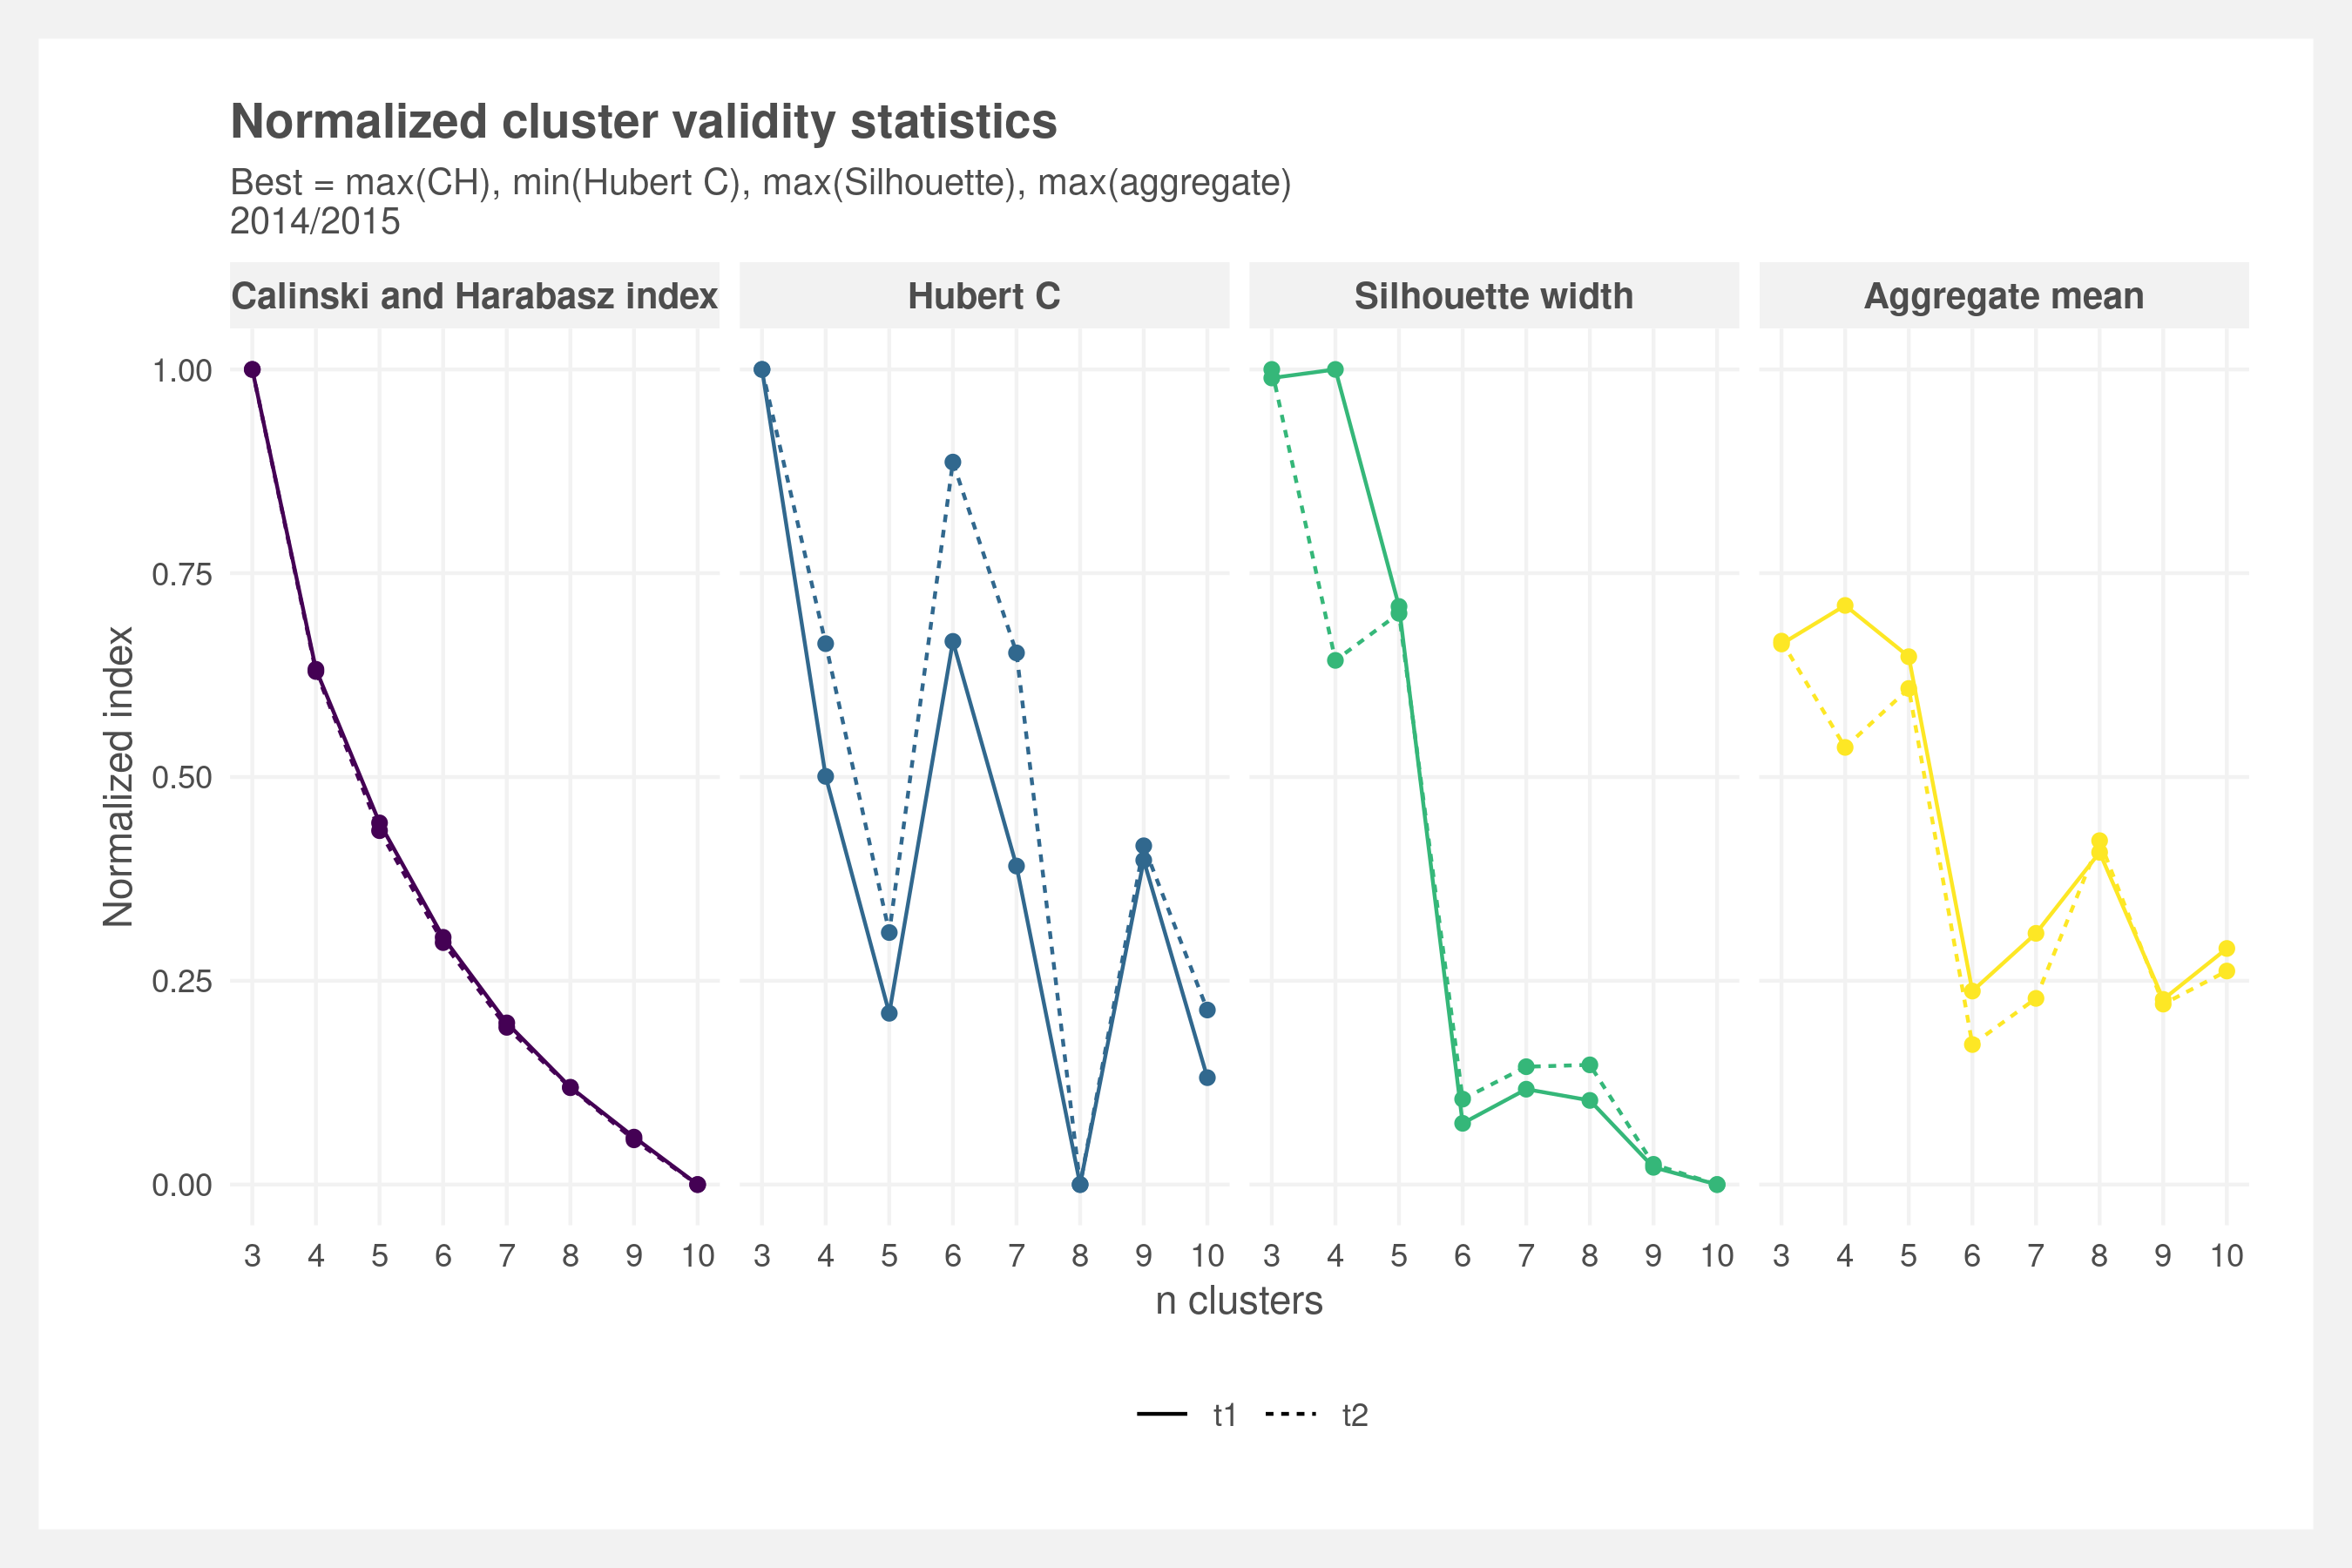 Normalized cluster validity statistics
Best = max(CH), min(Hubert C), max(Silhouette), max(aggregate)
2014/2015
Calinski and Harabasz index Hubert C Silhouette width Aggregate mean
Normalized index
1.00
0.75
0.50
0.25
0.00
3 4 5 6 7 8 9 10 3 4 5 6 7 8 9 10 3 4 5 6 7 8 9 10 3 4 5 6 7 8 9 10
n clusters
t1 t2